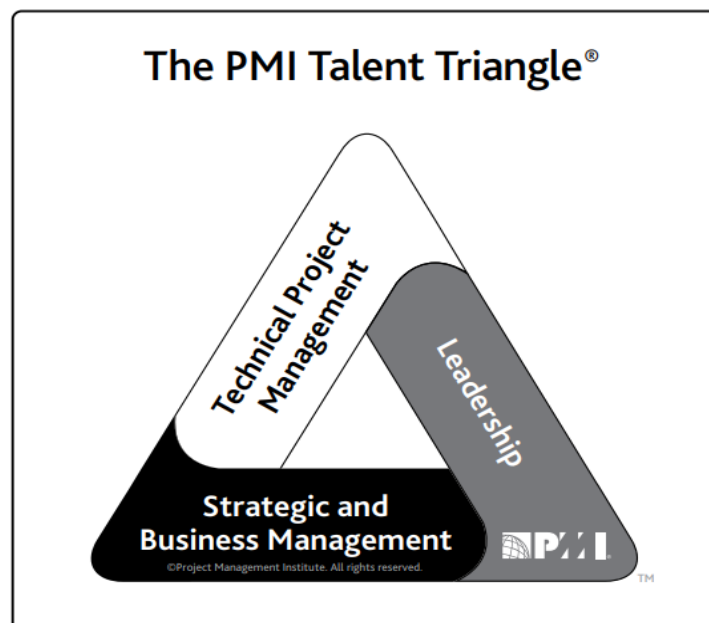 The PMI Talent Triangle®
Technical Project
Management
Leadership
Strategic and
Business Management
©Project Management Institute. All rights reserved.
PMI®
TM